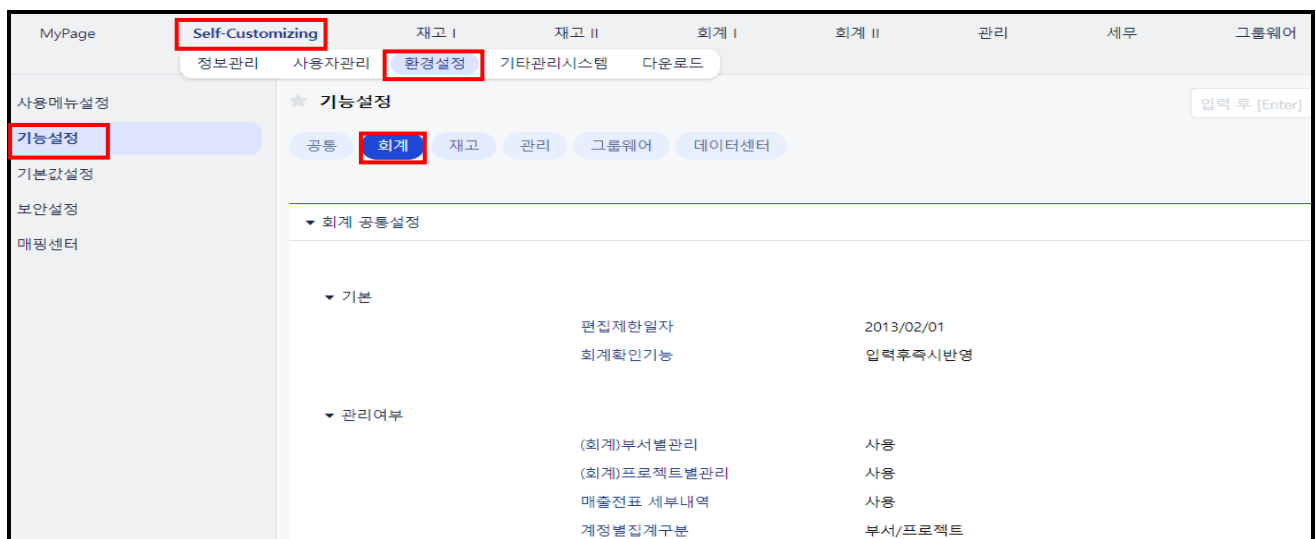 MyPage Self-Customizing 재고 I 재고 II 회계 I 회계 II 관리 세무 그룹웨어
정보관리 사용자관리 환경설정 기타관리시스템 다운로드
사용메뉴설정
기능설정
기본값설정
보안설정
매핑센터
기능설정
입력 후 [Enter]
공통 회계 재고 관리 그룹웨어 데이터센터
회계 공통설정
기본
편집제한일자 2013/02/01
회계확인기능 입력후즉시반영
관리여부
(회계)부서별관리 사용
(회계)프로젝트별관리 사용
매출전표 세부내역 사용
계정별집계구분 부서/프로젝트